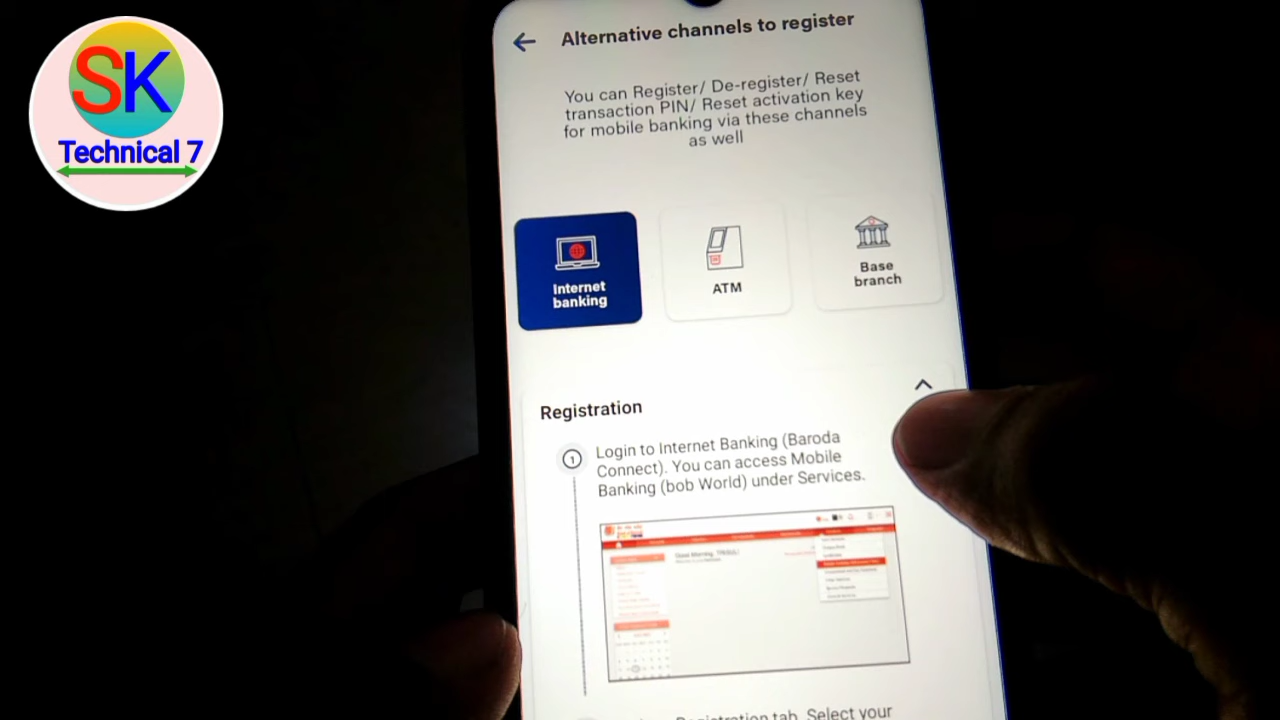 SK
Technical 7
Alternative channels to register
You can Register/ De-register/ Reset
transaction PIN/ Reset activation key
for mobile banking via these channels
as well
Internet
banking
ATM
Base
branch
Registration
1
Login to Internet Banking (Baroda
Connect). You can access Mobile
Banking (bob World) under Services.
Registration tab. Select your